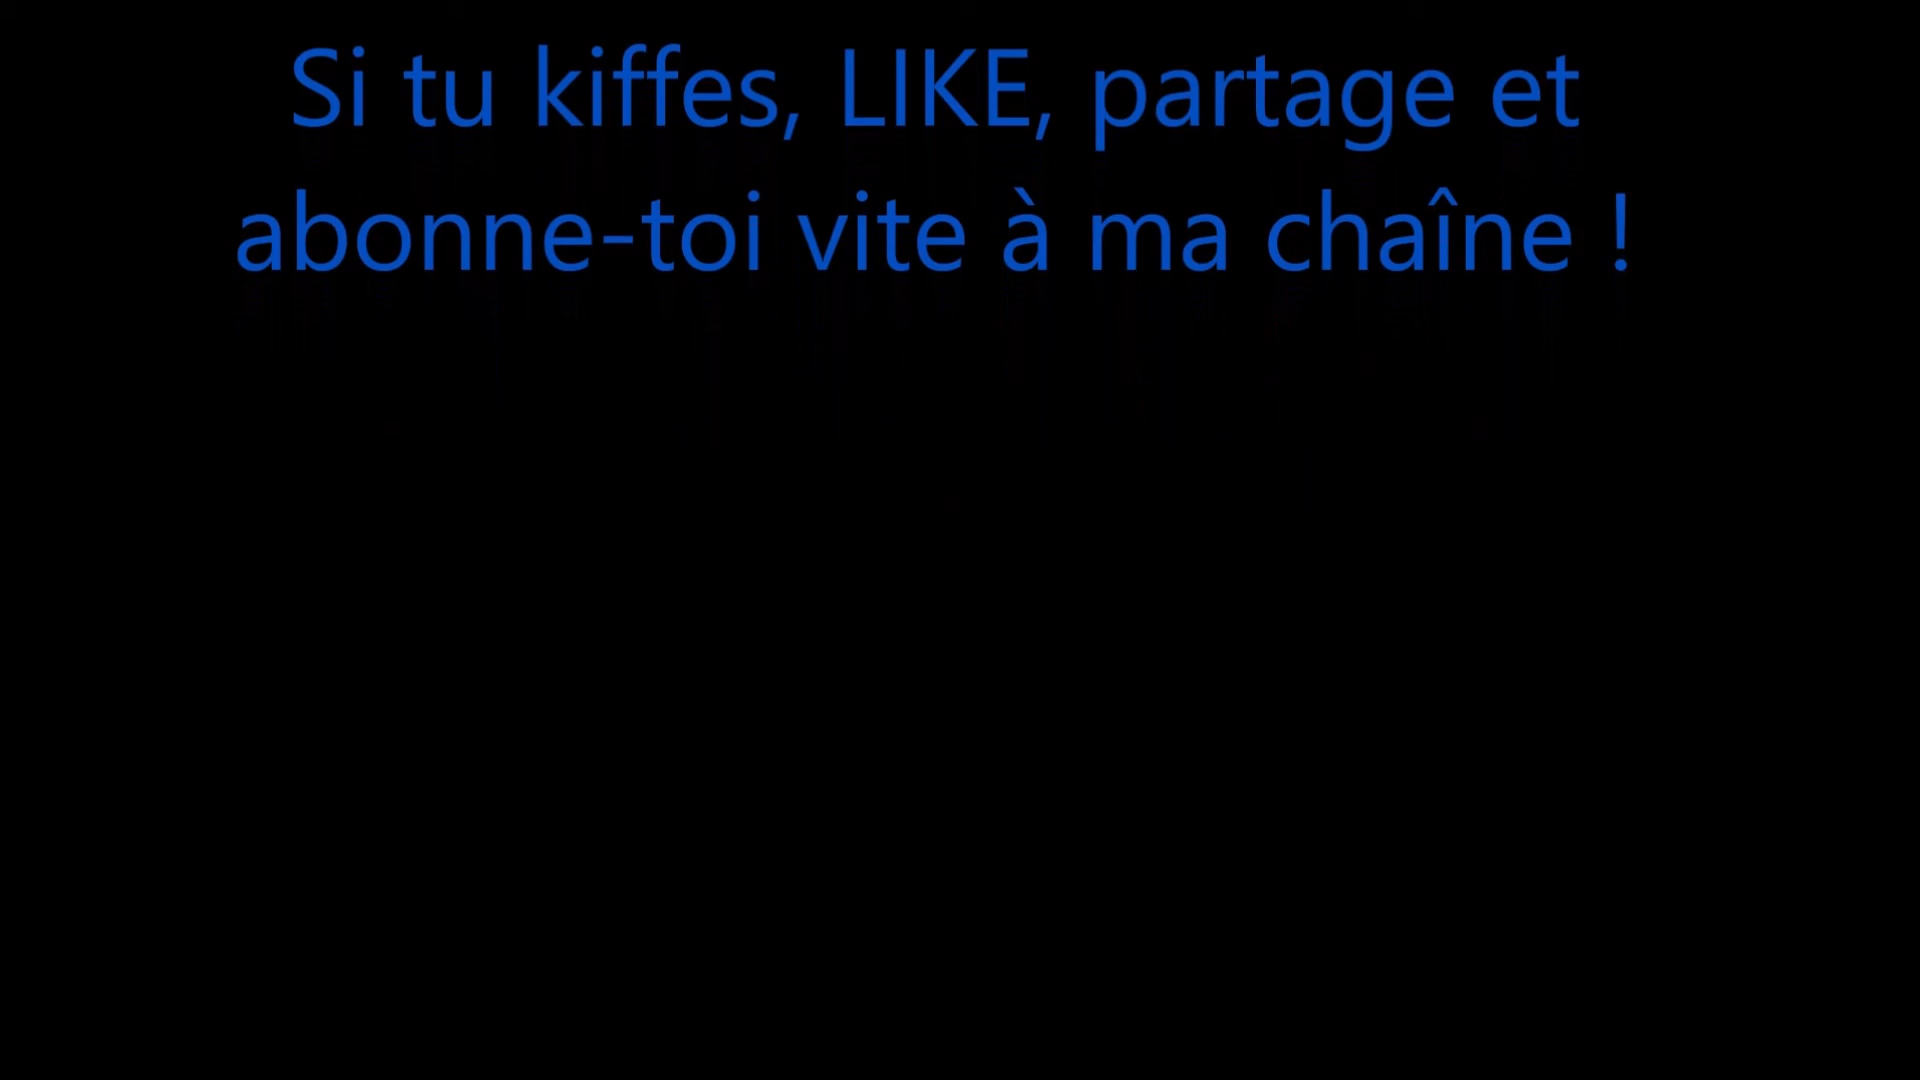 Si tu kiffes, LIKE, partage et
abonne-toi vite à ma chaîne !